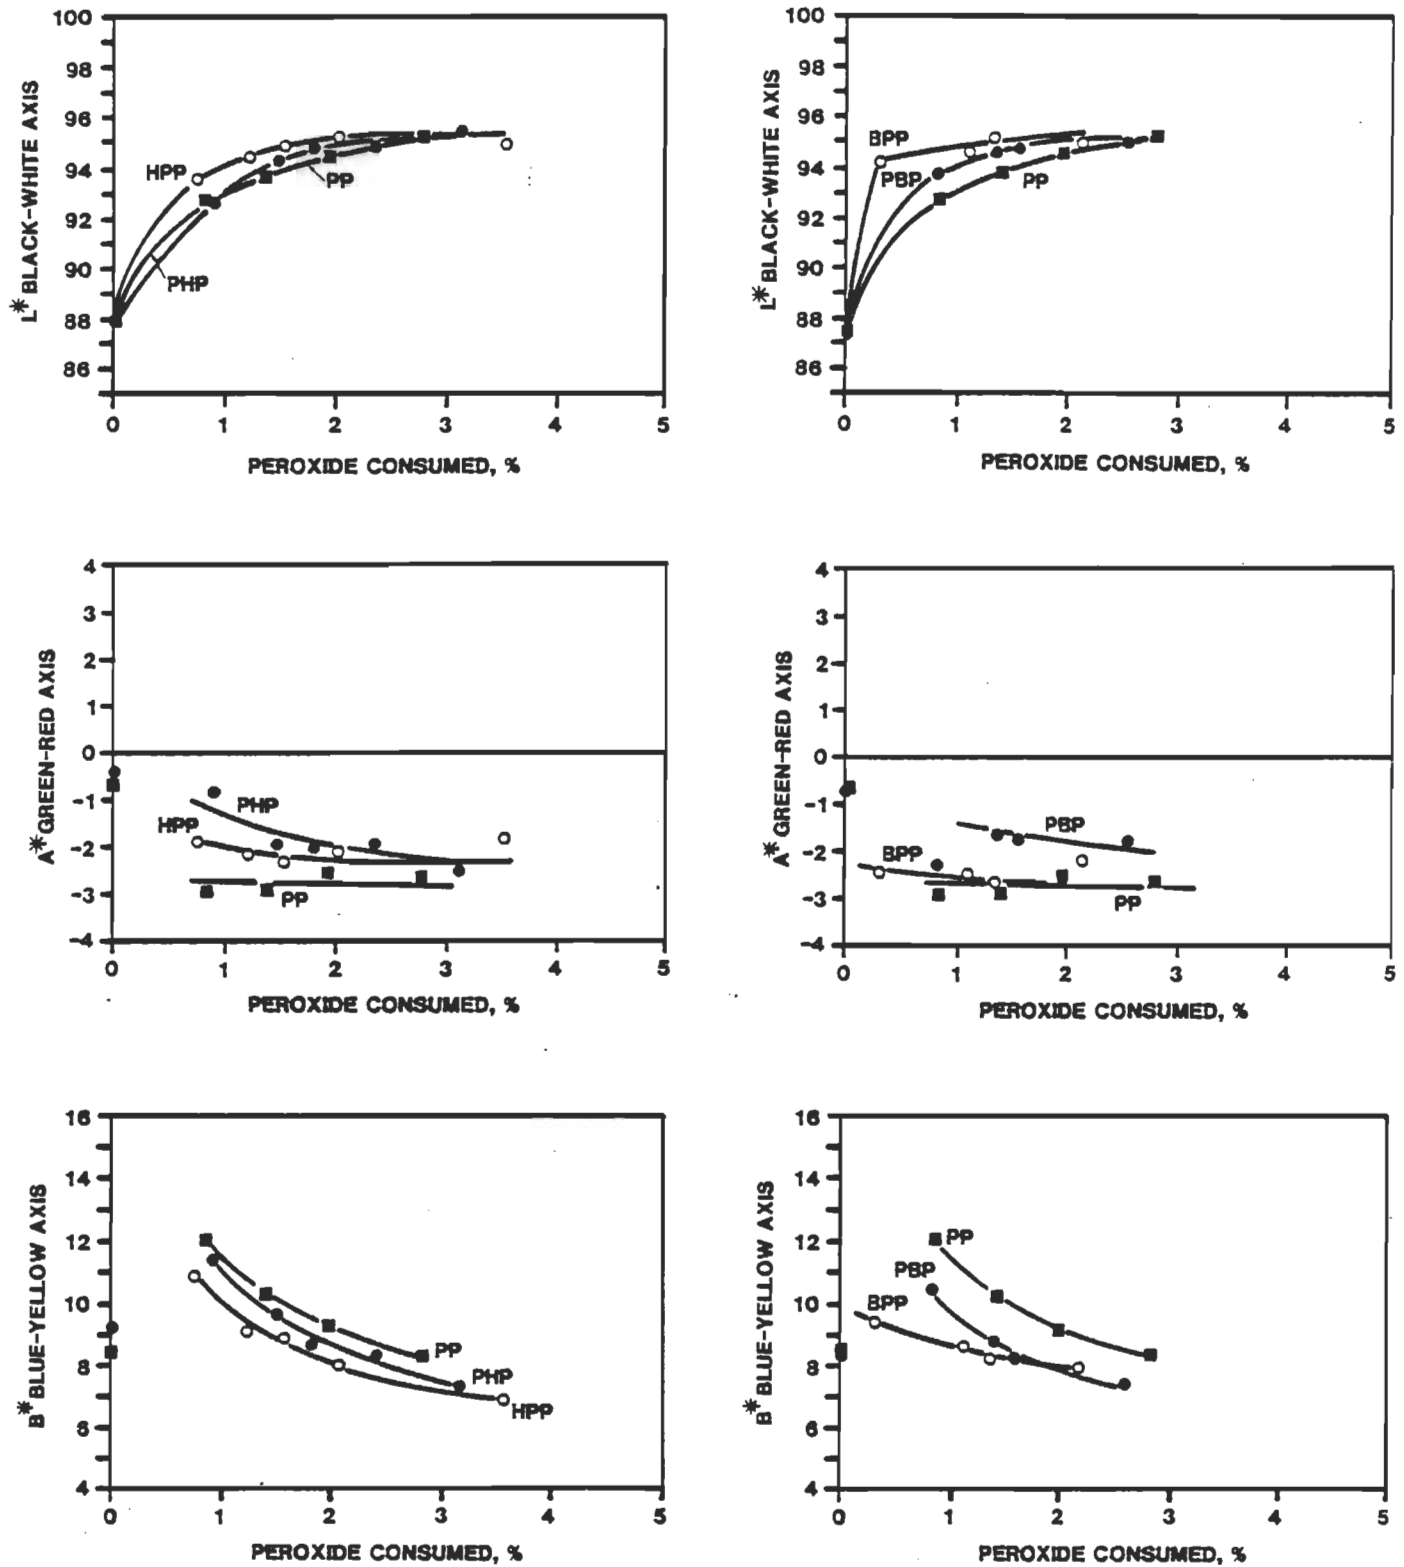 100
98
96
94
92
90
88
86
L* BLACK-WHITE AXIS
HPP
PP
PHP
0 1 2 3 4 5
PEROXIDE CONSUMED, %
100
98
96
94
92
90
88
86
L* BLACK-WHITE AXIS
BPP
PBP
PP
0 1 2 3 4 5
PEROXIDE CONSUMED, %
4
3
2
1
0
-1
-2
-3
-4
A* GREEN-RED AXIS
PHP
HPP
PP
0 1 2 3 4 5
PEROXIDE CONSUMED, %
4
3
2
1
0
-1
-2
-3
-4
A* GREEN-RED AXIS
PBP
BPP
PP
0 1 2 3 4 5
PEROXIDE CONSUMED, %
16
14
12
10
8
6
4
B* BLUE-YELLOW AXIS
PP
PHP
HPP
0 1 2 3 4 5
PEROXIDE CONSUMED, %
16
14
12
10
8
6
4
B* BLUE-YELLOW AXIS
PP
PBP
BPP
0 1 2 3 4 5
PEROXIDE CONSUMED, %